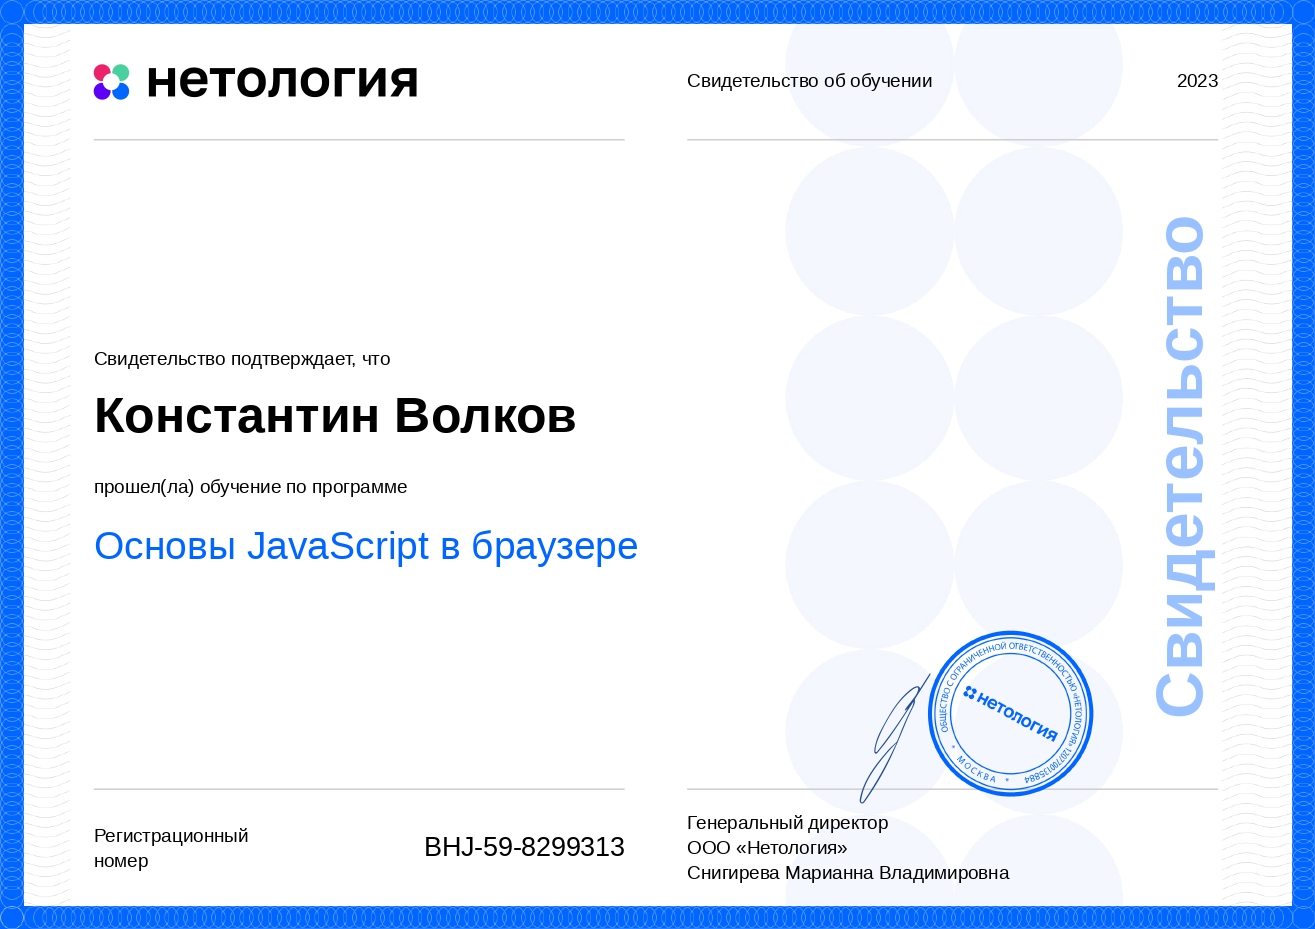 нетология
Свидетельство об обучении
2023
Свидетельство подтверждает, что
Константин Волков
прошел(ла) обучение по программе
Основы JavaScript в браузере
Свидетельство
ОБЩЕСТВО С ОГРАНИЧЕННОЙ ОТВЕТСТВЕННОСТЬЮ «НЕТОЛОГИЯ» 1207700135884
* МОСКВА *
нетология
Регистрационный
номер
BHJ-59-8299313
Генеральный директор
ООО «Нетология»
Снигирева Марианна Владимировна